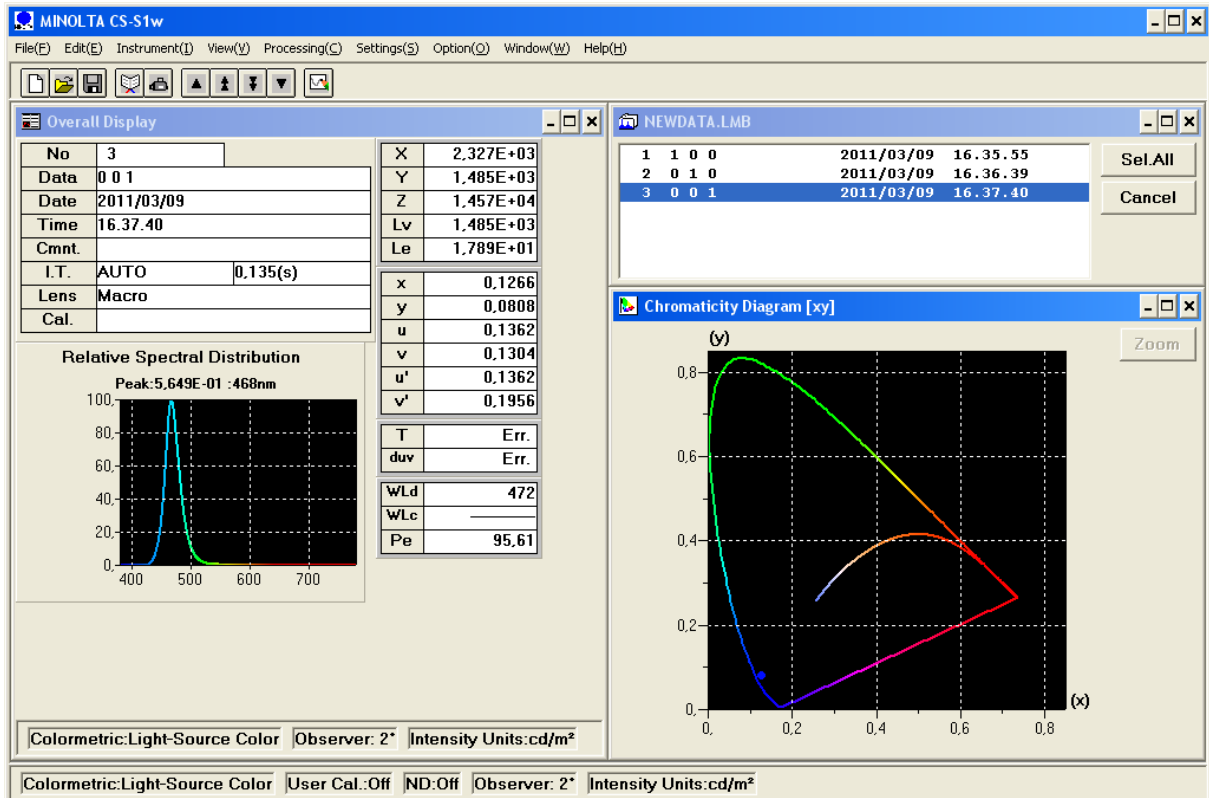 MINOLTA CS-S1w
File(F) Edit(E) Instrument(I) View(V) Processing(C) Settings(S) Option(O) Window(W) Help(H)
Overall Display
No 3
Data 0 0 1
Date 2011/03/09
Time 16.37.40
Cmnt.
I.T. AUTO 0,135(s)
Lens Macro
Cal.
X 2,327E+03
Y 1,485E+03
Z 1,457E+04
Lv 1,485E+03
Le 1,789E+01
x 0,1266
y 0,0808
u 0,1362
v 0,1304
u' 0,1362
v' 0,1956
T Err.
duv Err.
WLd 472
WLc
Pe 95,61
Relative Spectral Distribution
Peak:5,649E-01 :468nm
100,
80,
60,
40,
20,
0,
400 500 600 700
Colormetric:Light-Source Color Observer: 2° Intensity Units:cd/m²
NEWDATA.LMB
1 1 0 0 2011/03/09 16.35.55
2 0 1 0 2011/03/09 16.36.39
3 0 0 1 2011/03/09 16.37.40
Sel.All
Cancel
Chromaticity Diagram [xy]
Zoom
(y)
0,8
0,6
0,4
0,2
0,
0, 0,2 0,4 0,6 0,8
(x)
Colormetric:Light-Source Color User Cal.:Off ND:Off Observer: 2° Intensity Units:cd/m²